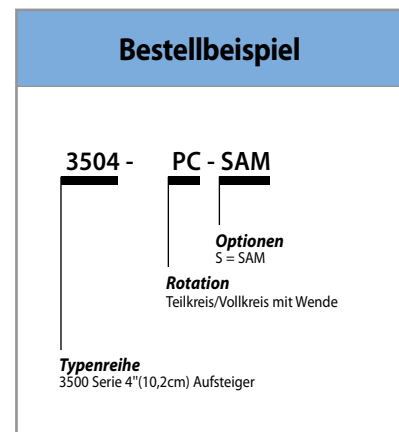 Bestellbeispiel
3504 - PC - SAM
Optionen
S = SAM
Rotation
Teilkreis/Vollkreis mit Wende
Typenreihe
3500 Serie 4"(10,2cm) Aufsteiger